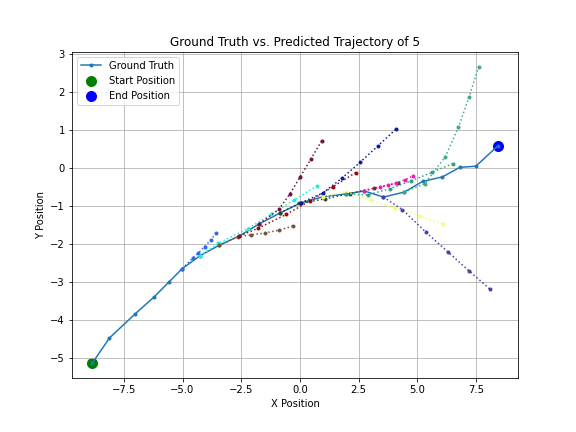 Ground Truth vs. Predicted Trajectory of 5
Ground Truth
Start Position
End Position
3
2
1
0
−1
−2
−3
−4
−5
Y Position
−7.5 −5.0 −2.5 0.0 2.5 5.0 7.5
X Position